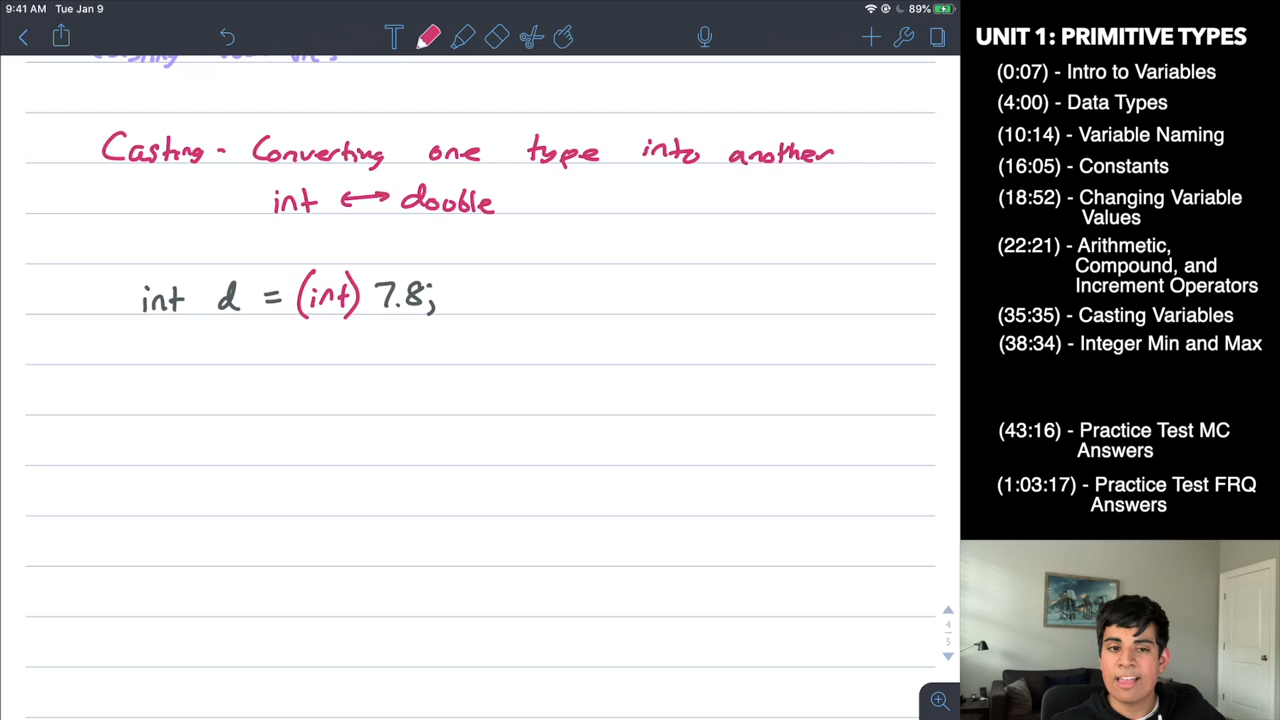 9:41 AM Tue Jan 9
89%
T
Casting - Converting one type into another
int ↔ double
int d = (int) 7.8;
4
5
UNIT 1: PRIMITIVE TYPES
(0:07) - Intro to Variables
(4:00) - Data Types
(10:14) - Variable Naming
(16:05) - Constants
(18:52) - Changing Variable
Values
(22:21) - Arithmetic,
Compound, and
Increment Operators
(35:35) - Casting Variables
(38:34) - Integer Min and Max
(43:16) - Practice Test MC
Answers
(1:03:17) - Practice Test FRQ
Answers